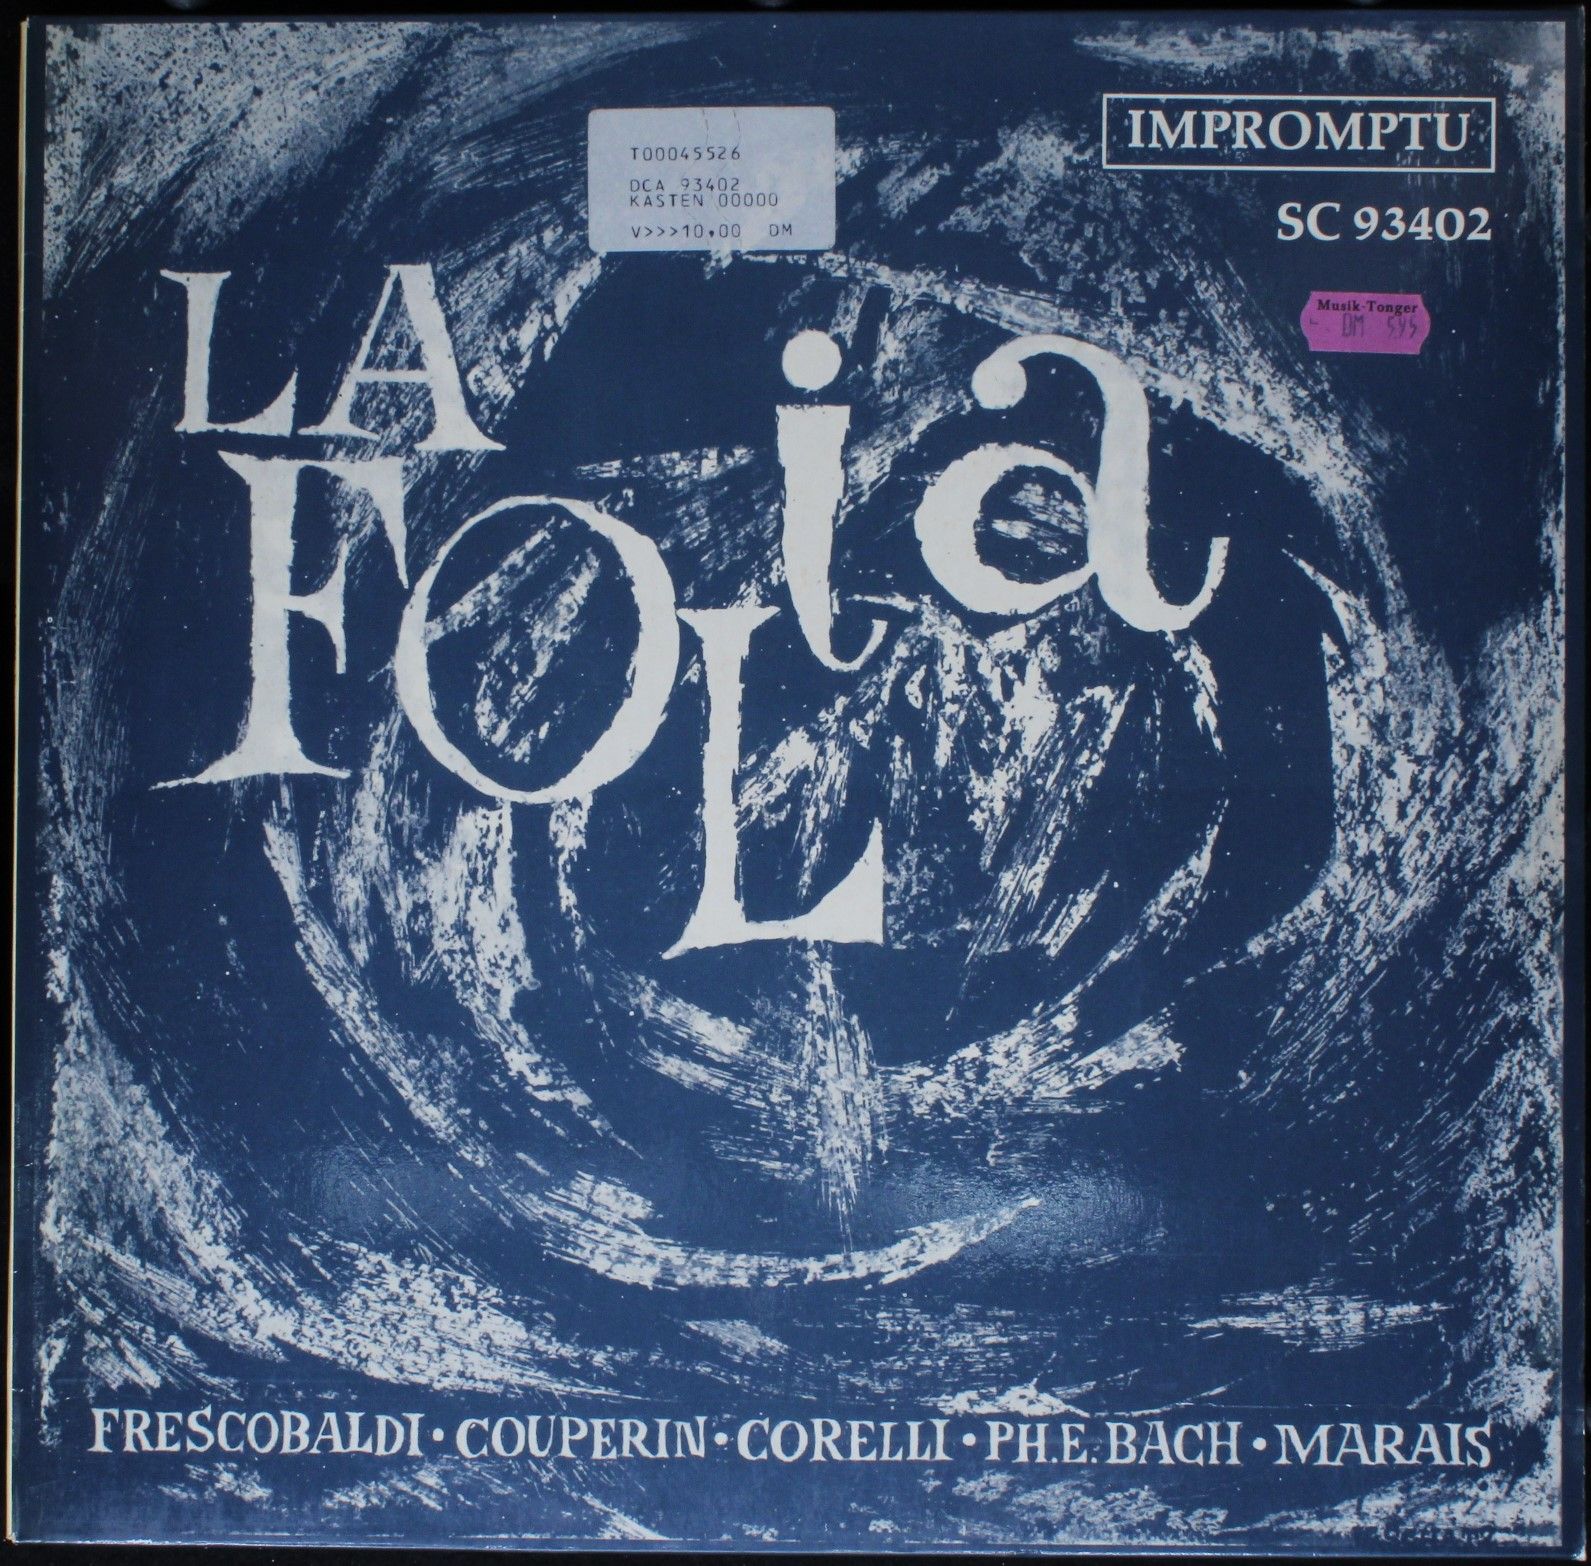 IMPROMPTU
SC 93402
T00045526
DCA 93402
KASTEN 00000
V>>>10,00 DM
Musik-Tonger
DM 595
LA
FOLia
FRESCOBALDI · COUPERIN · CORELLI · PH.E. BACH · MARAIS